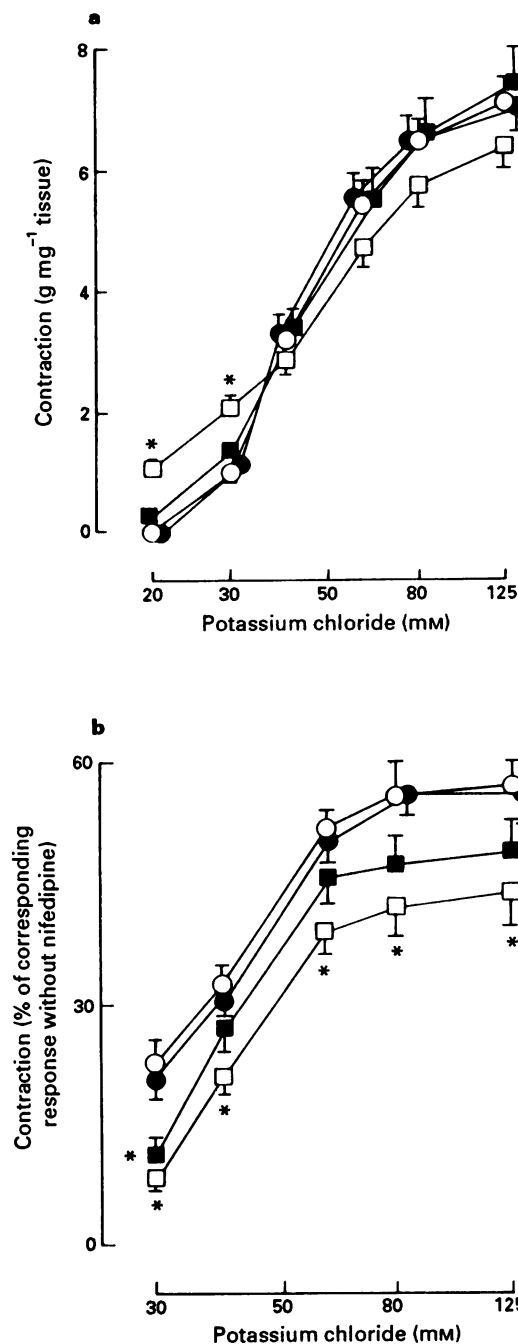 a
8
6
4
2
0
Contraction (g mg⁻¹ tissue)
*
*
20 30 50 80 125
Potassium chloride (mM)
b
60
30
0
Contraction (% of corresponding
response without nifedipine)
*
*
*
*
*
*
30 50 80 125
Potassium chloride (mM)